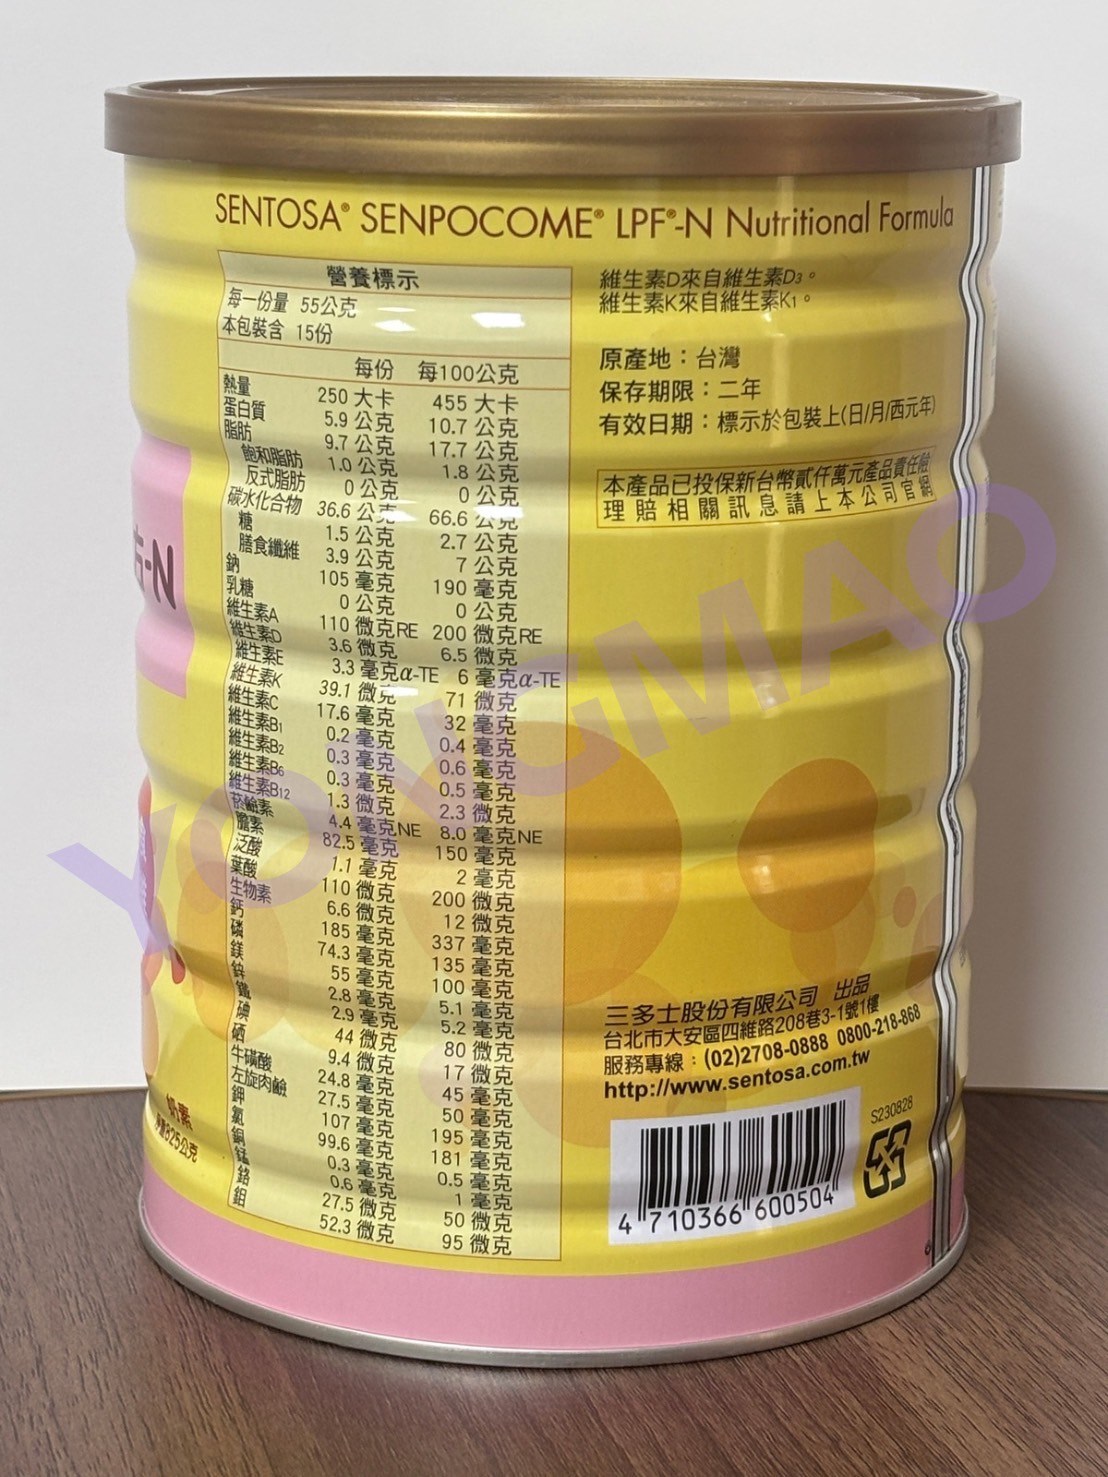 SENTOSA® SENPOCOME® LPF®-N Nutritional Formula
營養標示
每一份量 55公克
本包裝含 15份
每份 每100公克
熱量 250 大卡 455 大卡
蛋白質 5.9 公克 10.7 公克
脂肪 9.7 公克 17.7 公克
飽和脂肪 1.0 公克 1.8 公克
反式脂肪 0 公克 0 公克
碳水化合物 36.6 公克 66.6 公克
糖 1.5 公克 2.7 公克
膳食纖維 3.9 公克 7 公克
鈉 105 毫克 190 毫克
乳糖 0 公克 0 公克
維生素A 110 微克RE 200 微克RE
維生素D 3.6 微克 6.5 微克
維生素E 3.3 毫克α-TE 6 毫克α-TE
維生素K 39.1 微克 71 微克
維生素C 17.6 毫克 32 毫克
維生素B1 0.2 毫克 0.4 毫克
維生素B2 0.3 毫克 0.6 毫克
維生素B6 0.3 毫克 0.5 毫克
維生素B12 1.3 微克 2.3 微克
菸鹼素 4.4 毫克NE 8.0 毫克NE
膽素 82.5 毫克 150 毫克
泛酸 1.1 毫克 2 毫克
葉酸 110 微克 200 微克
生物素 6.6 微克 12 微克
鈣 185 毫克 337 毫克
磷 74.3 毫克 135 毫克
鎂 55 毫克 100 毫克
鋅 2.8 毫克 5.1 毫克
鐵 2.9 毫克 5.2 毫克
碘 44 微克 80 微克
硒 9.4 微克 17 微克
牛磺酸 24.8 毫克 45 毫克
左旋肉鹼 27.5 毫克 50 毫克
鉀 107 毫克 195 毫克
氯 99.6 毫克 181 毫克
銅 0.3 毫克 0.5 毫克
錳 0.6 毫克 1 毫克
鉻 27.5 微克 50 微克
鉬 52.3 微克 95 微克
維生素D來自維生素D3。
維生素K來自維生素K1。
原產地：台灣
保存期限：二年
有效日期：標示於包裝上(日/月/西元年)
本產品已投保新台幣貳仟萬元產品責任險
理賠相關訊息請上本公司官網
三多士股份有限公司 出品
台北市大安區四維路208巷3-1號1樓
服務專線：(02)2708-0888 0800-218-868
http://www.sentosa.com.tw
S230828
4 710366 600504
-N
奶素
淨重825公克
YONGMAO